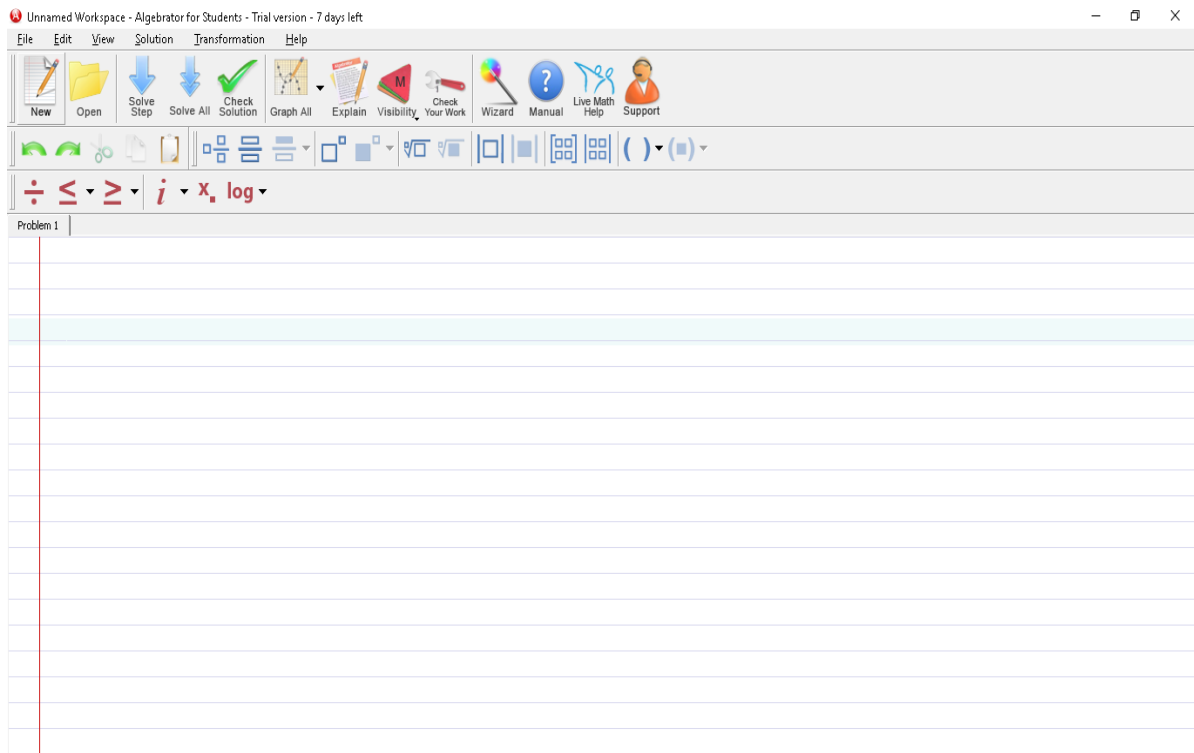 Unnamed Workspace - Algebrator for Students - Trial version - 7 days left
File Edit View Solution Transformation Help
New Open Solve Step Solve All Check Solution Graph All Explain Visibility Check Your Work Wizard Manual Live Math Help Support
÷ ≤ ≥ i x log
Problem 1